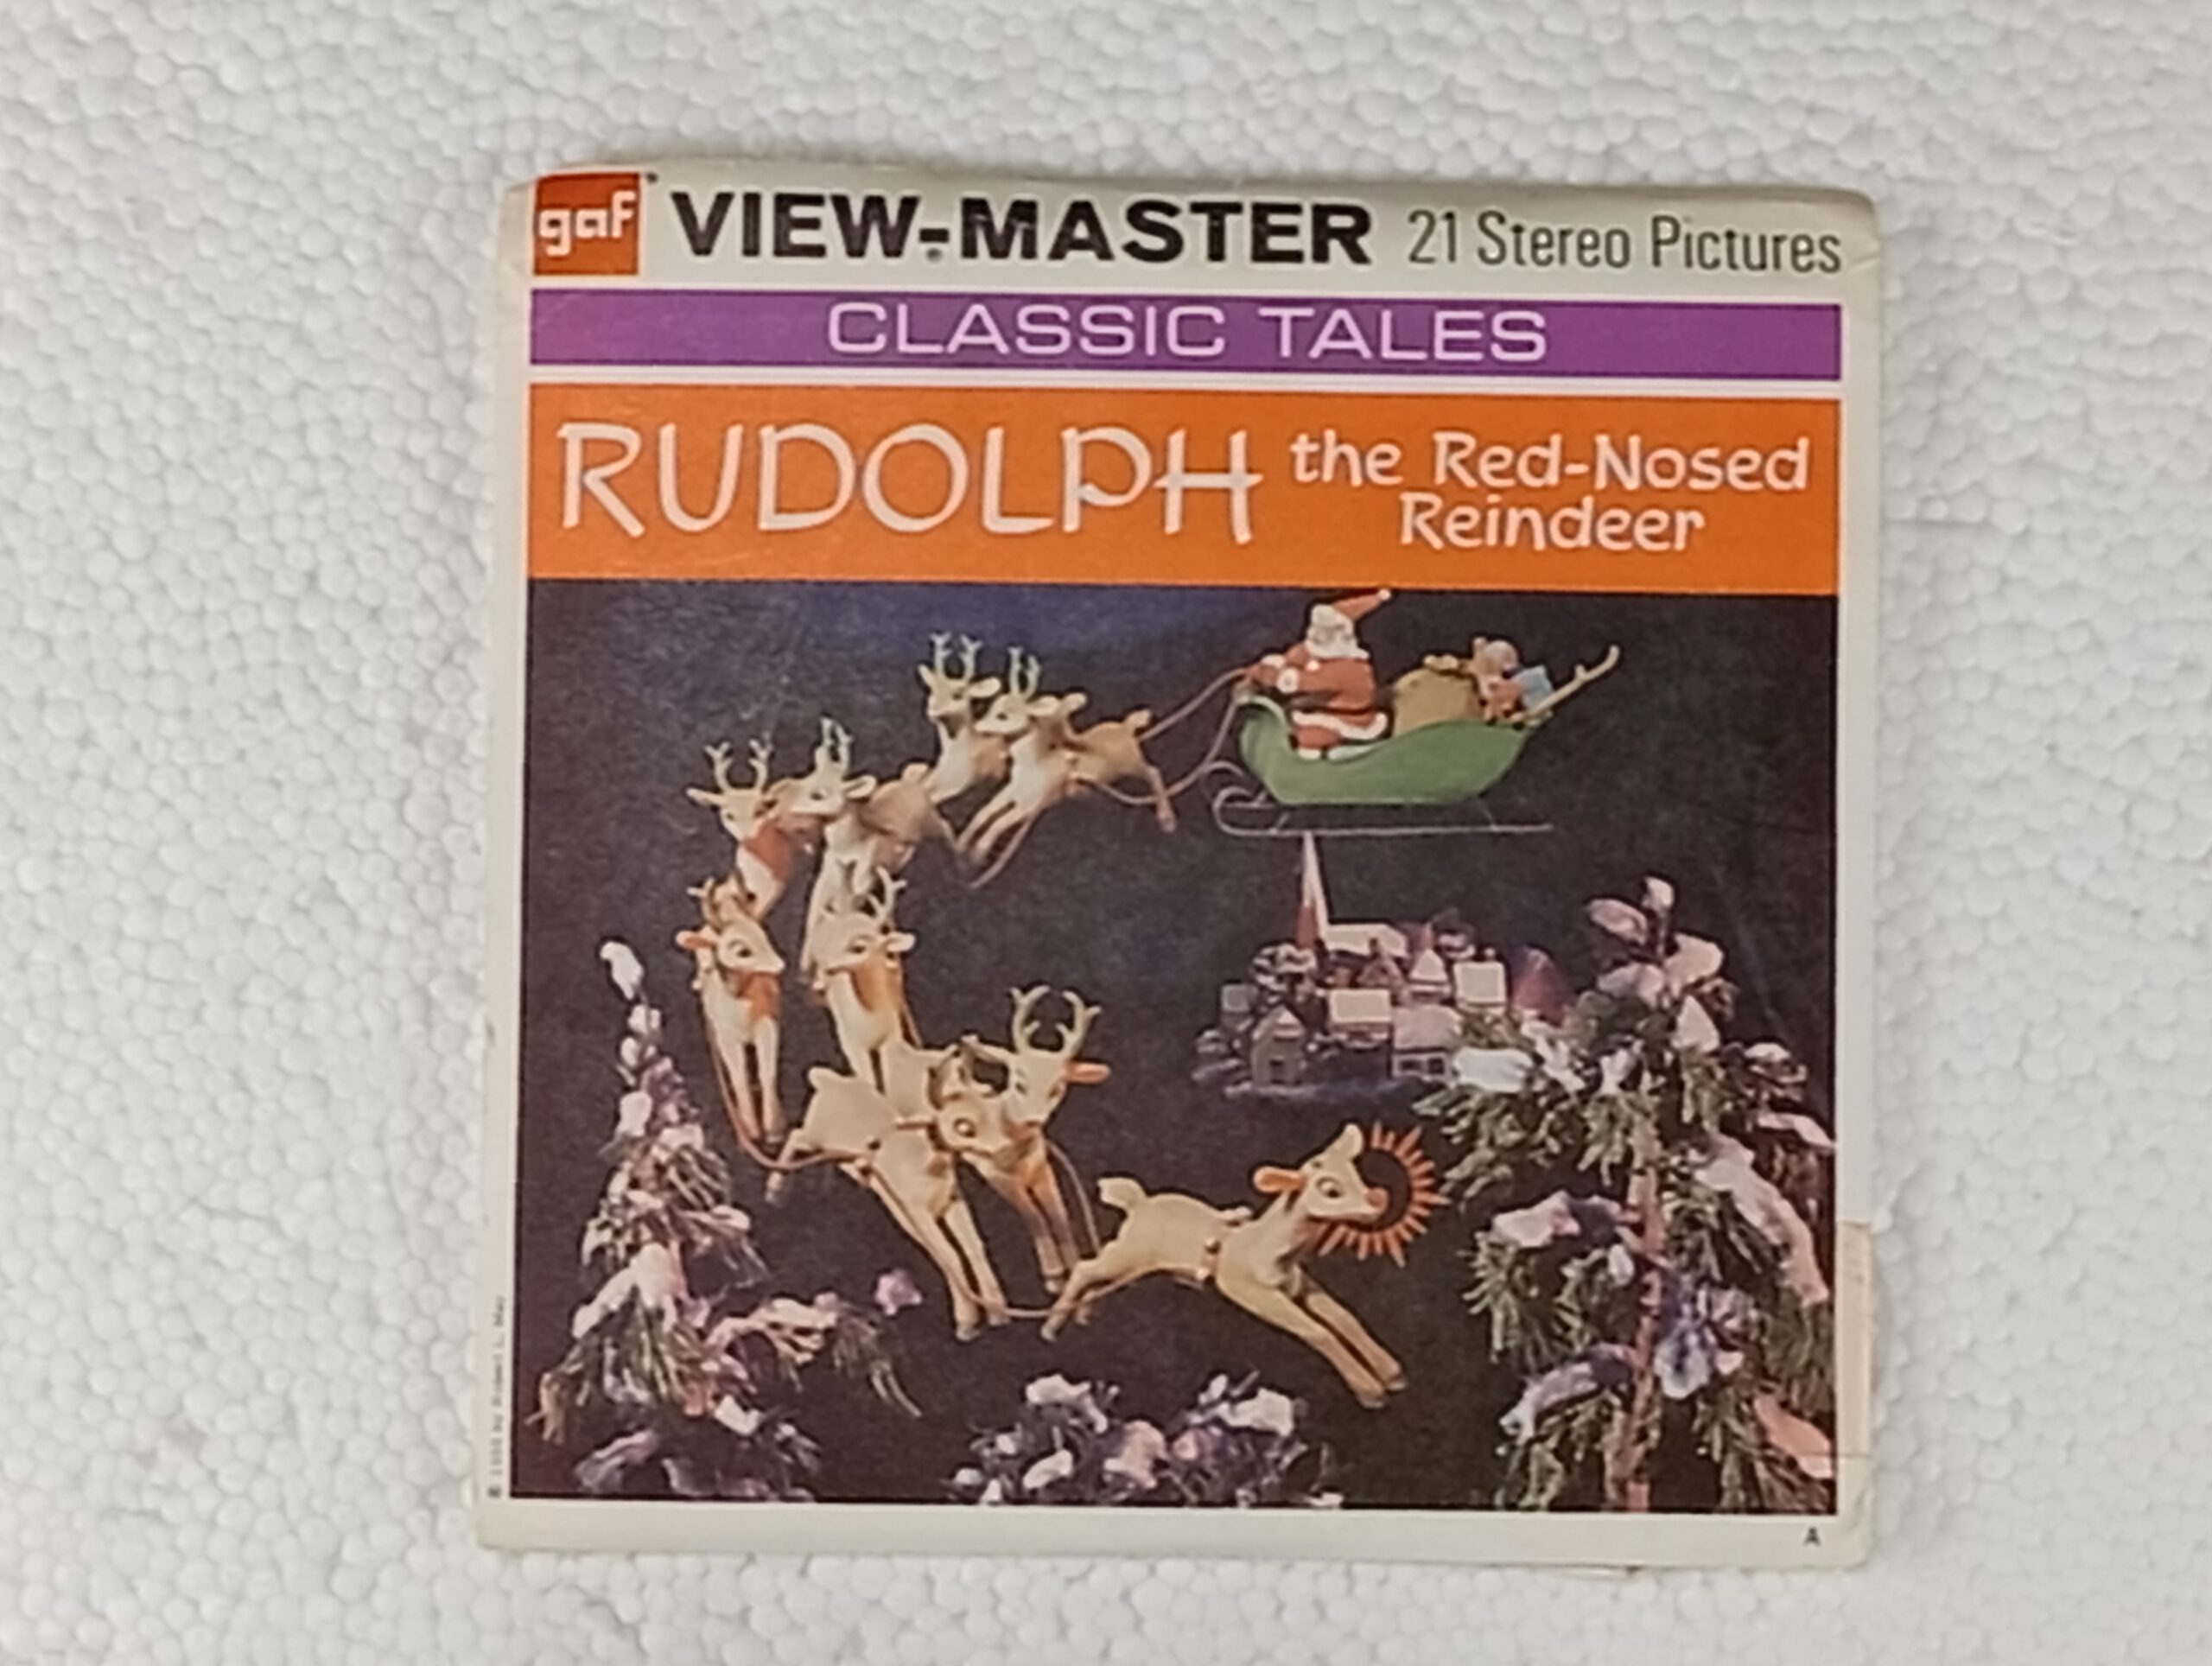 gaf VIEW-MASTER 21 Stereo Pictures
CLASSIC TALES
RUDOLPH the Red-Nosed
Reindeer
A